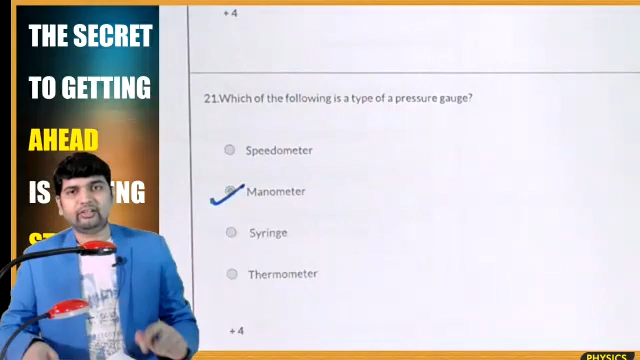 THE SECRET
TO GETTING
AHEAD
IS
NG
+4
21.Which of the following is a type of a pressure gauge?
Speedometer
Manometer
Syringe
Thermometer
+4
PHYSICS